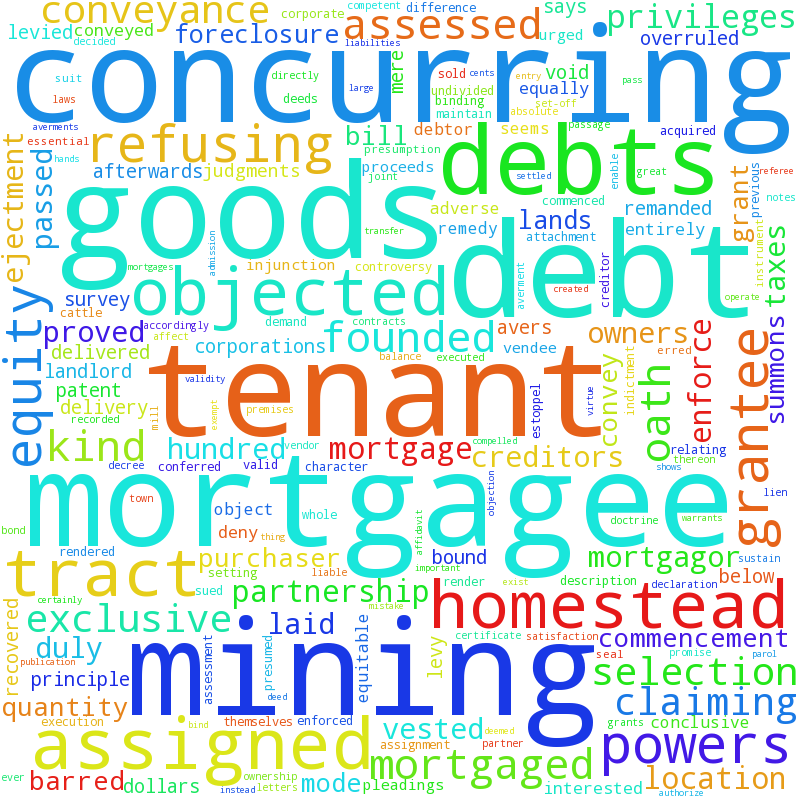 conveyance
corporate
competent
difference
says
privileges
levied
conveyed
foreclosure
assessed
liabilities
urged
overruled
decided
concurring
suit
laws
directly
large
sold
cents
entry
pass
mere
undivided
set-off
equally
void
deeds
binding
maintain
absolute
averments
essential
refusing
bill
debtor
seems
passage
acquired
hands
presumption
debts
afterwards
judgments
proceeds
settled
great
referee
joint
commenced
enable
previous
notes
ejectment
passed
goods
adverse
remedy
lands
remanded
grant
attachment
entirely
transfer
debt
admission
injunction
controversy
averment
creditor
instrument
mortgages
survey
objected
created
operate
taxes
cattle
equity
proved
accordingly
demand
contracts
founded
avers
owners
summons
affect
balance
executed
delivered
corporations
vendee
erred
landlord
tenant
validity
patent
estoppel
virtue
convey
indictment
oath
enforce
grantee
delivery
mill
exempt
premises
recorded
kind
hundred
vendor
mortgage
compelled
creditors
relating
thereon
decree
conferred
valid
character
objection
shows
town
mortgagee
lien
bond
object
whole
affidavit
doctrine
warrants
rendered
deny
thing
important
sustain
tract
setting
purchaser
liable
bound
mortgagor
below
exist
certainly
sued
partnership
render
description
declaration
recovered
exclusive
laid
mistake
homestead
duly
assessment
presumed
equitable
levy
certificate
satisfaction
seal
promise
parol
commencement
publication
principle
deed
mining
selection
quantity
claiming
execution
bind
themselves
enforced
vested
deemed
grants
conclusive
assigned
assignment
partner
powers
ever
barred
dollars
ownership
letters
instead
mode
mortgaged
pleadings
interested
authorize
location